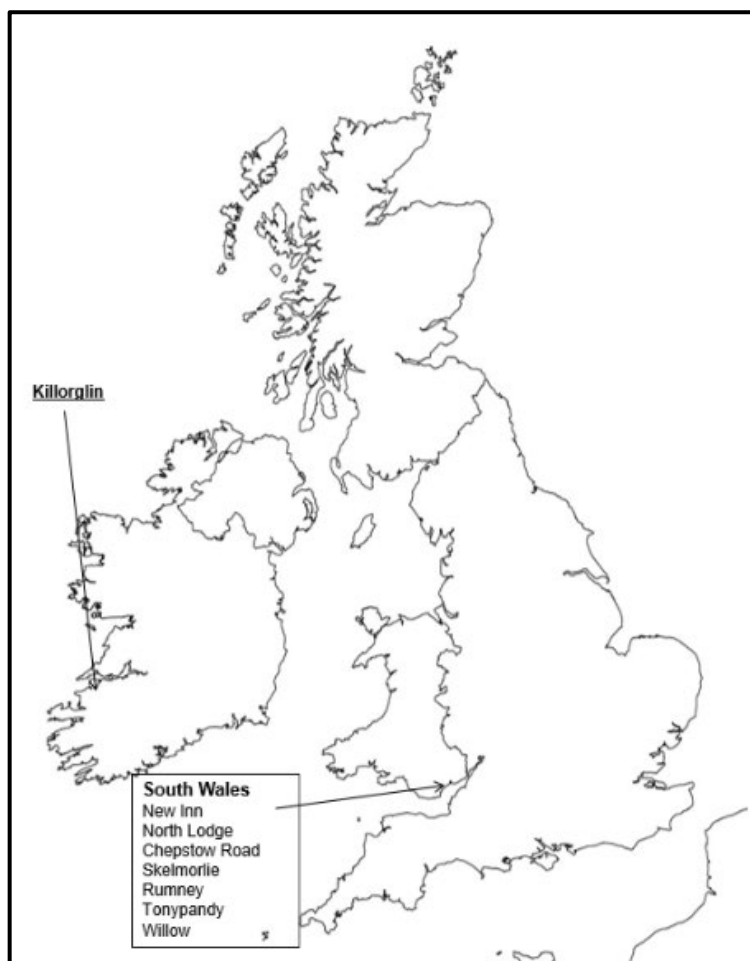 Killorglin
South Wales
New Inn
North Lodge
Chepstow Road
Skelmorlie
Rumney
Tonypandy
Willow